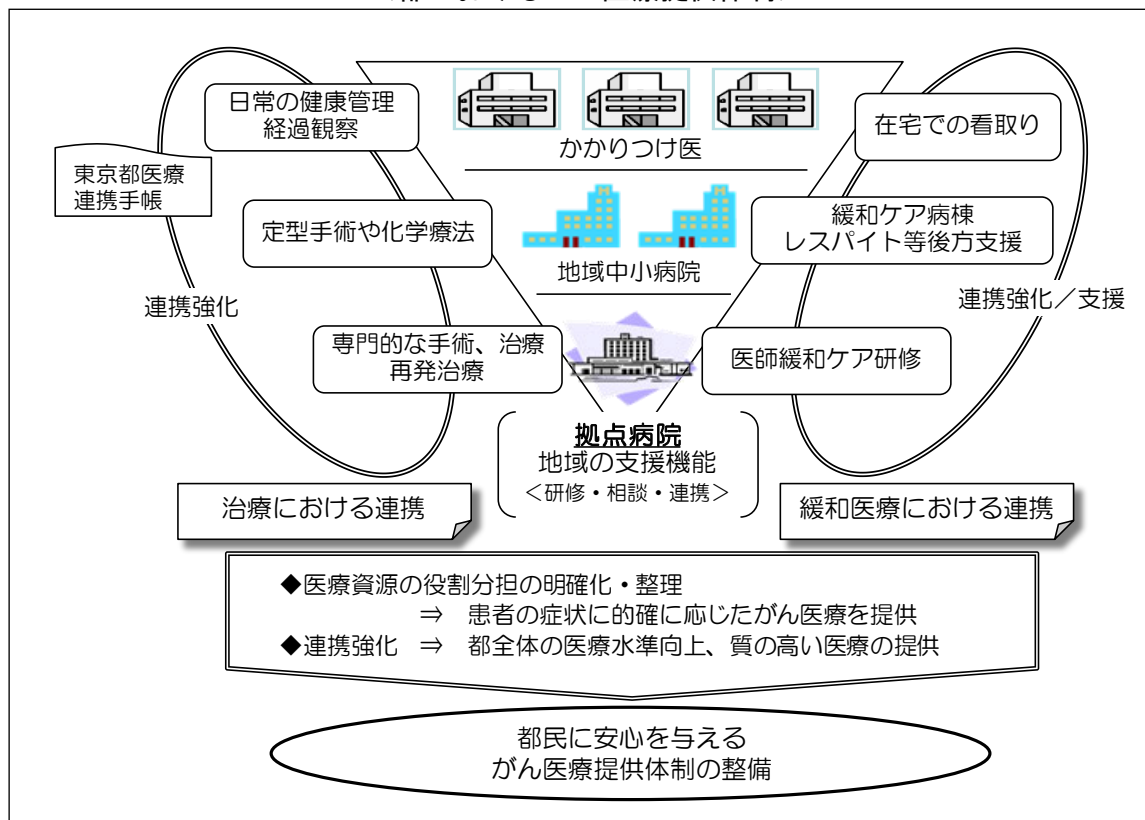 日常の健康管理
経過観察
東京都医療
連携手帳
定型手術や化学療法
連携強化
専門的な手術、治療
再発治療
かかりつけ医
地域中小病院
拠点病院
地域の支援機能
＜研修・相談・連携＞
在宅での看取り
緩和ケア病棟
レスパイト等後方支援
連携強化／支援
医師緩和ケア研修
治療における連携
緩和医療における連携
◆医療資源の役割分担の明確化・整理
⇒ 患者の症状に的確に応じたがん医療を提供
◆連携強化 ⇒ 都全体の医療水準向上、質の高い医療の提供
都民に安心を与える
がん医療提供体制の整備